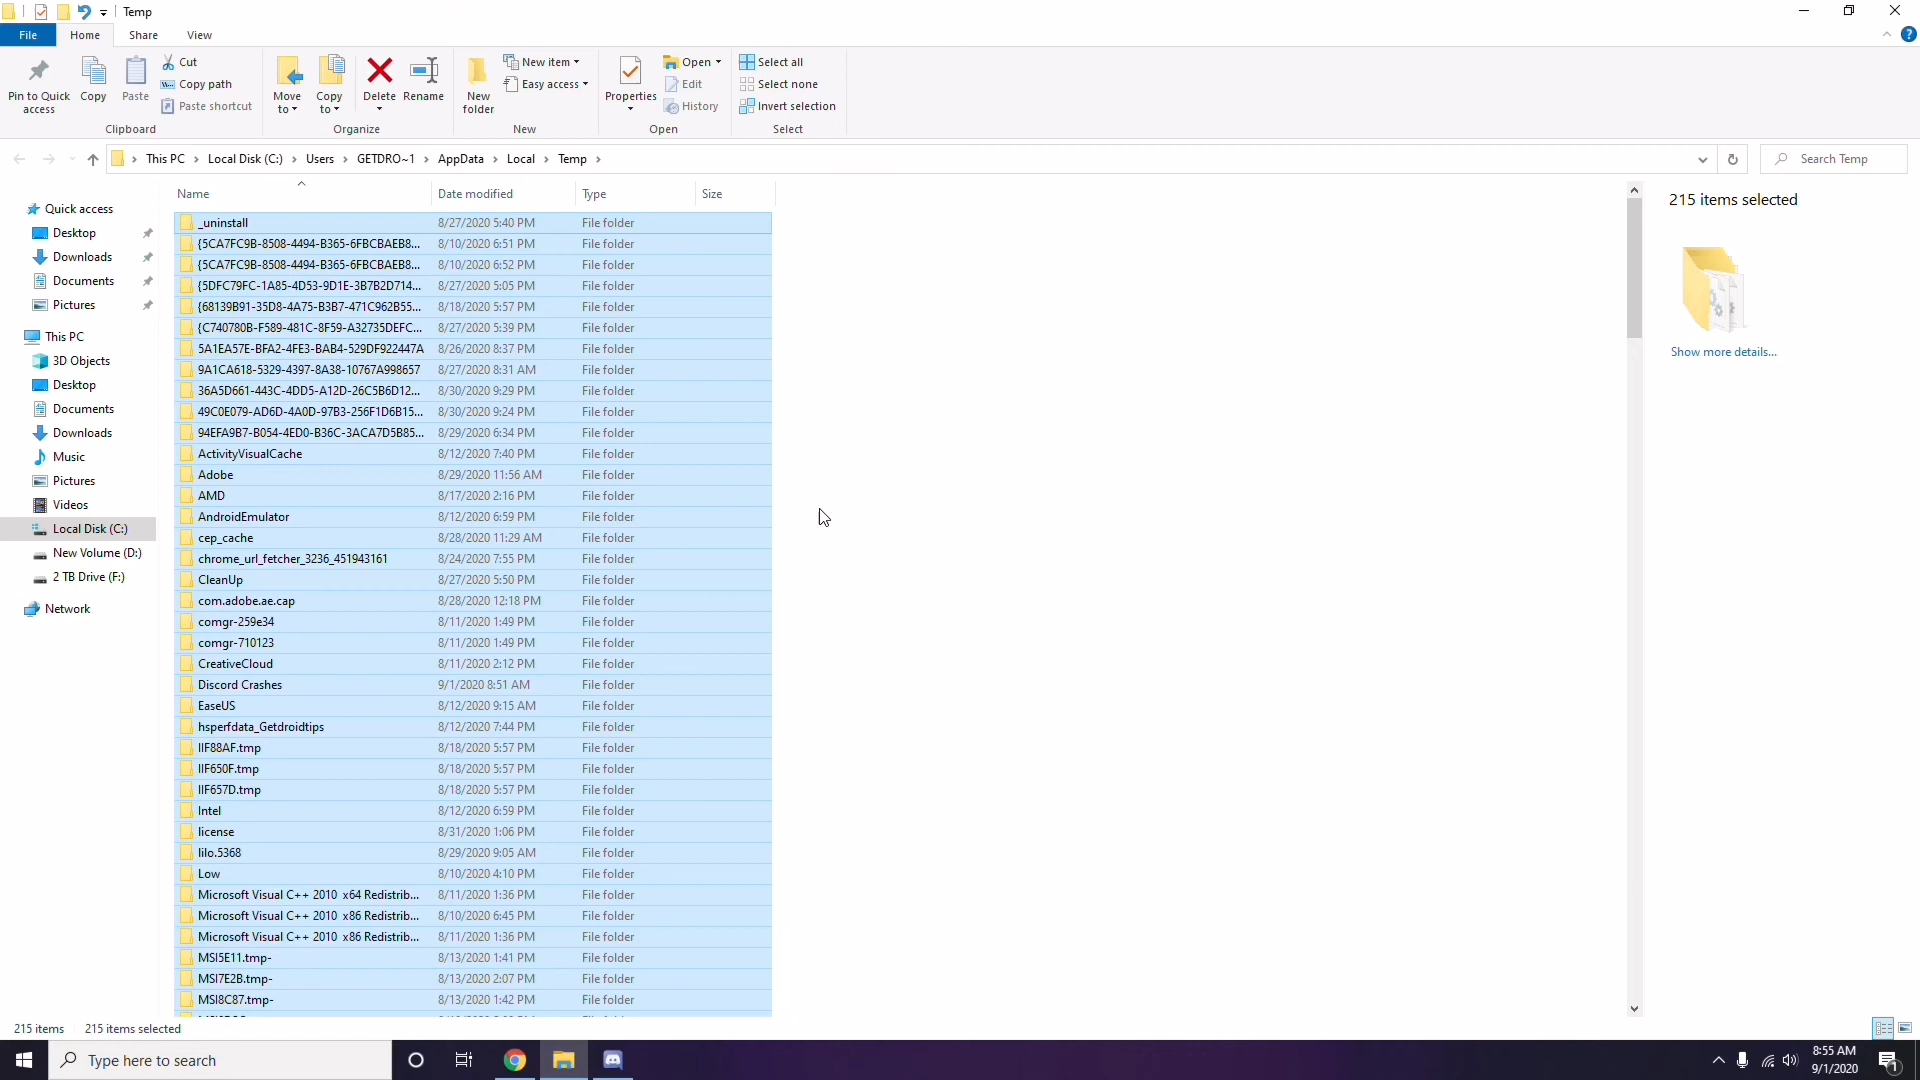 Temp
File Home Share View
Pin to Quick access
Copy
Paste
Cut
Copy path
Paste shortcut
Clipboard
Move to
Copy to
Delete
Rename
Organize
New folder
New item
Easy access
New
Properties
Open
Edit
History
Open
Select all
Select none
Invert selection
Select
This PC > Local Disk (C:) > Users > GETDRO~1 > AppData > Local > Temp >
Search Temp
Quick access
Desktop
Downloads
Documents
Pictures
This PC
3D Objects
Desktop
Documents
Downloads
Music
Pictures
Videos
Local Disk (C:)
New Volume (D:)
2 TB Drive (F:)
Network
Name Date modified Type Size
_uninstall 8/27/2020 5:40 PM File folder
{5CA7FC9B-8508-4494-B365-6FBCBAEB8... 8/10/2020 6:51 PM File folder
{5CA7FC9B-8508-4494-B365-6FBCBAEB8... 8/10/2020 6:52 PM File folder
{5DFC79FC-1A85-4D53-9D1E-3B7B2D714... 8/27/2020 5:05 PM File folder
{68139B91-35D8-4A75-B3B7-471C962B55... 8/18/2020 5:57 PM File folder
{C740780B-F589-481C-8F59-A32735DEFC... 8/27/2020 5:39 PM File folder
5A1EA57E-BFA2-4FE3-BAB4-529DF922447A 8/26/2020 8:37 PM File folder
9A1CA618-5329-4397-8A38-10767A998657 8/27/2020 8:31 AM File folder
36A5D661-443C-4DD5-A12D-26C5B6D12... 8/30/2020 9:29 PM File folder
49C0E079-AD6D-4A0D-97B3-256F1D6B15... 8/30/2020 9:24 PM File folder
94EFA9B7-B054-4ED0-B36C-3ACA7D5B85... 8/29/2020 6:34 PM File folder
ActivityVisualCache 8/12/2020 7:40 PM File folder
Adobe 8/29/2020 11:56 AM File folder
AMD 8/17/2020 2:16 PM File folder
AndroidEmulator 8/12/2020 6:59 PM File folder
cep_cache 8/28/2020 11:29 AM File folder
chrome_url_fetcher_3236_451943161 8/24/2020 7:55 PM File folder
CleanUp 8/27/2020 5:50 PM File folder
com.adobe.ae.cap 8/28/2020 12:18 PM File folder
comgr-259e34 8/11/2020 1:49 PM File folder
comgr-710123 8/11/2020 1:49 PM File folder
CreativeCloud 8/11/2020 2:12 PM File folder
Discord Crashes 9/1/2020 8:51 AM File folder
EaseUS 8/12/2020 9:15 AM File folder
hsperfdata_Getdroidtips 8/12/2020 7:44 PM File folder
IIF88AF.tmp 8/18/2020 5:57 PM File folder
IIF650F.tmp 8/18/2020 5:57 PM File folder
IIF657D.tmp 8/18/2020 5:57 PM File folder
Intel 8/12/2020 6:59 PM File folder
license 8/31/2020 1:06 PM File folder
lilo.5368 8/29/2020 9:05 AM File folder
Low 8/10/2020 4:10 PM File folder
Microsoft Visual C++ 2010 x64 Redistrib... 8/11/2020 1:36 PM File folder
Microsoft Visual C++ 2010 x86 Redistrib... 8/10/2020 6:45 PM File folder
Microsoft Visual C++ 2010 x86 Redistrib... 8/11/2020 1:36 PM File folder
MSI5E11.tmp- 8/13/2020 1:41 PM File folder
MSI7E2B.tmp- 8/13/2020 2:07 PM File folder
MSI8C87.tmp- 8/13/2020 1:42 PM File folder
215 items selected
Show more details...
215 items 215 items selected
Type here to search
8:55 AM
9/1/2020
1